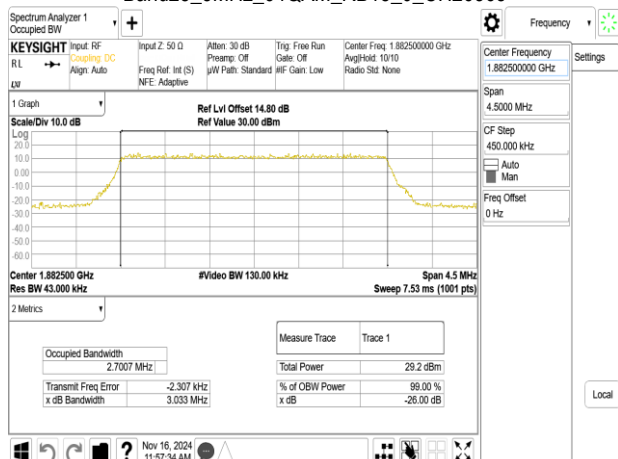 Spectrum Analyzer 1
Occupied BW
Frequency
KEYSIGHT
RL
Input: RF
Coupling: DC
Align: Auto
Input Z: 50 Ω
Freq Ref: Int (S)
NFE: Adaptive
Atten: 30 dB
Preamp: Off
µW Path: Standard
Trig: Free Run
Gate: Off
#IF Gain: Low
Center Freq: 1.882500000 GHz
Avg|Hold: 10/10
Radio Std: None
Center Frequency
1.882500000 GHz
Settings
Span
4.5000 MHz
CF Step
450.000 kHz
Auto
Man
Freq Offset
0 Hz
1 Graph
Scale/Div 10.0 dB
Ref Lvl Offset 14.80 dB
Ref Value 30.00 dBm
Log
20.0
10.0
0.00
-10.0
-20.0
-30.0
-40.0
-50.0
-60.0
Center 1.882500 GHz
#Video BW 130.00 kHz
Span 4.5 MHz
Res BW 43.000 kHz
Sweep 7.53 ms (1001 pts)
2 Metrics
Occupied Bandwidth
2.7007 MHz
Transmit Freq Error -2.307 kHz
x dB Bandwidth 3.033 MHz
Measure Trace Trace 1
Total Power 29.2 dBm
% of OBW Power 99.00 %
x dB -26.00 dB
Local
?
Nov 16, 2024
11:57:34 AM